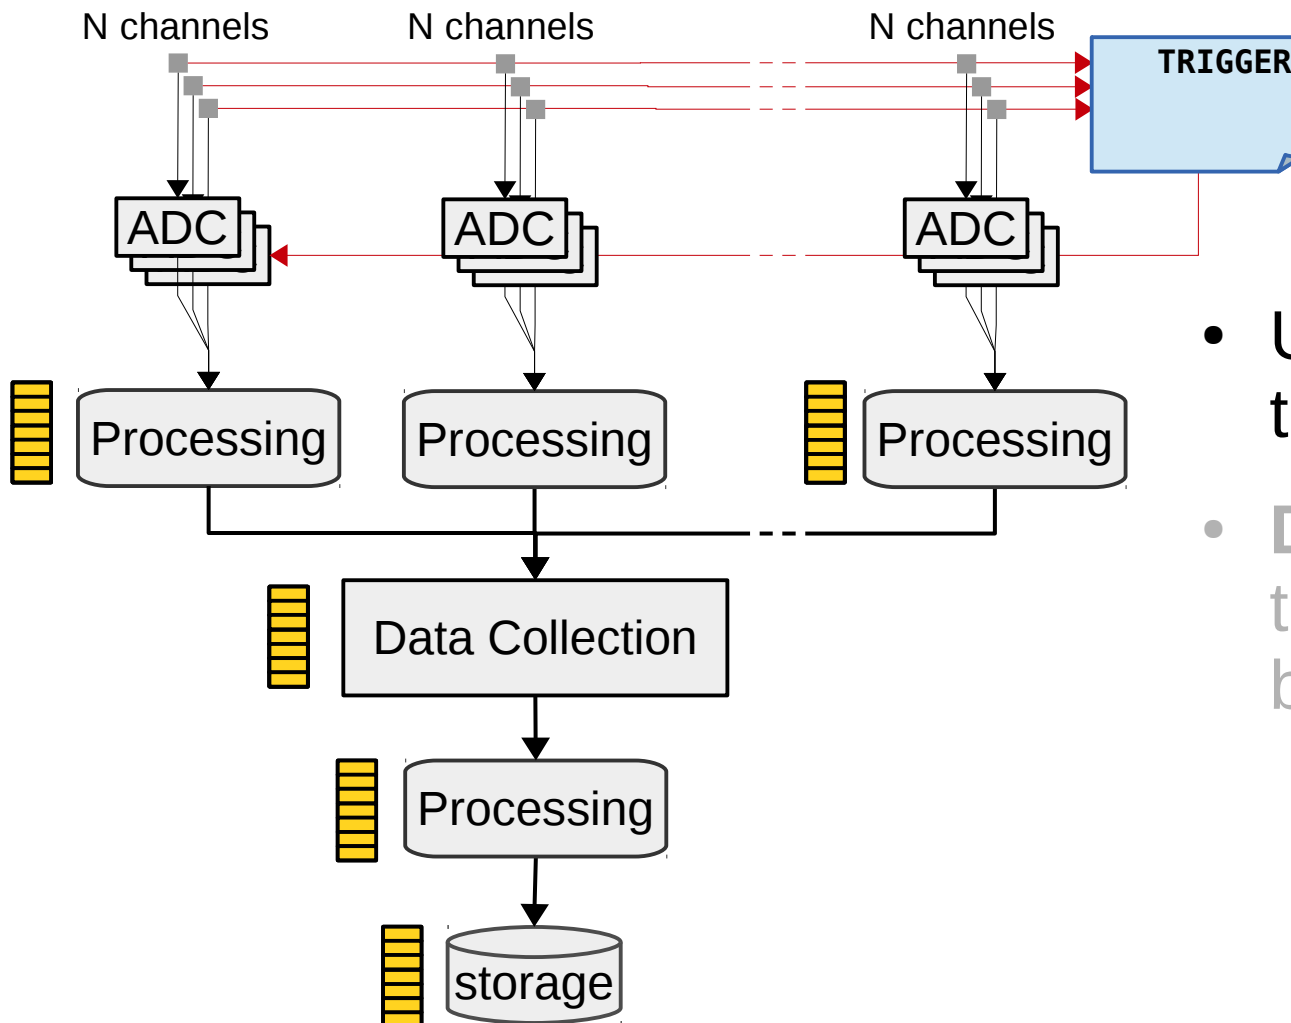 N channels N channels N channels
TRIGGER
ADC ADC ADC
• U
t
Processing Processing Processing
• D
t
b
Data Collection
Processing
storage